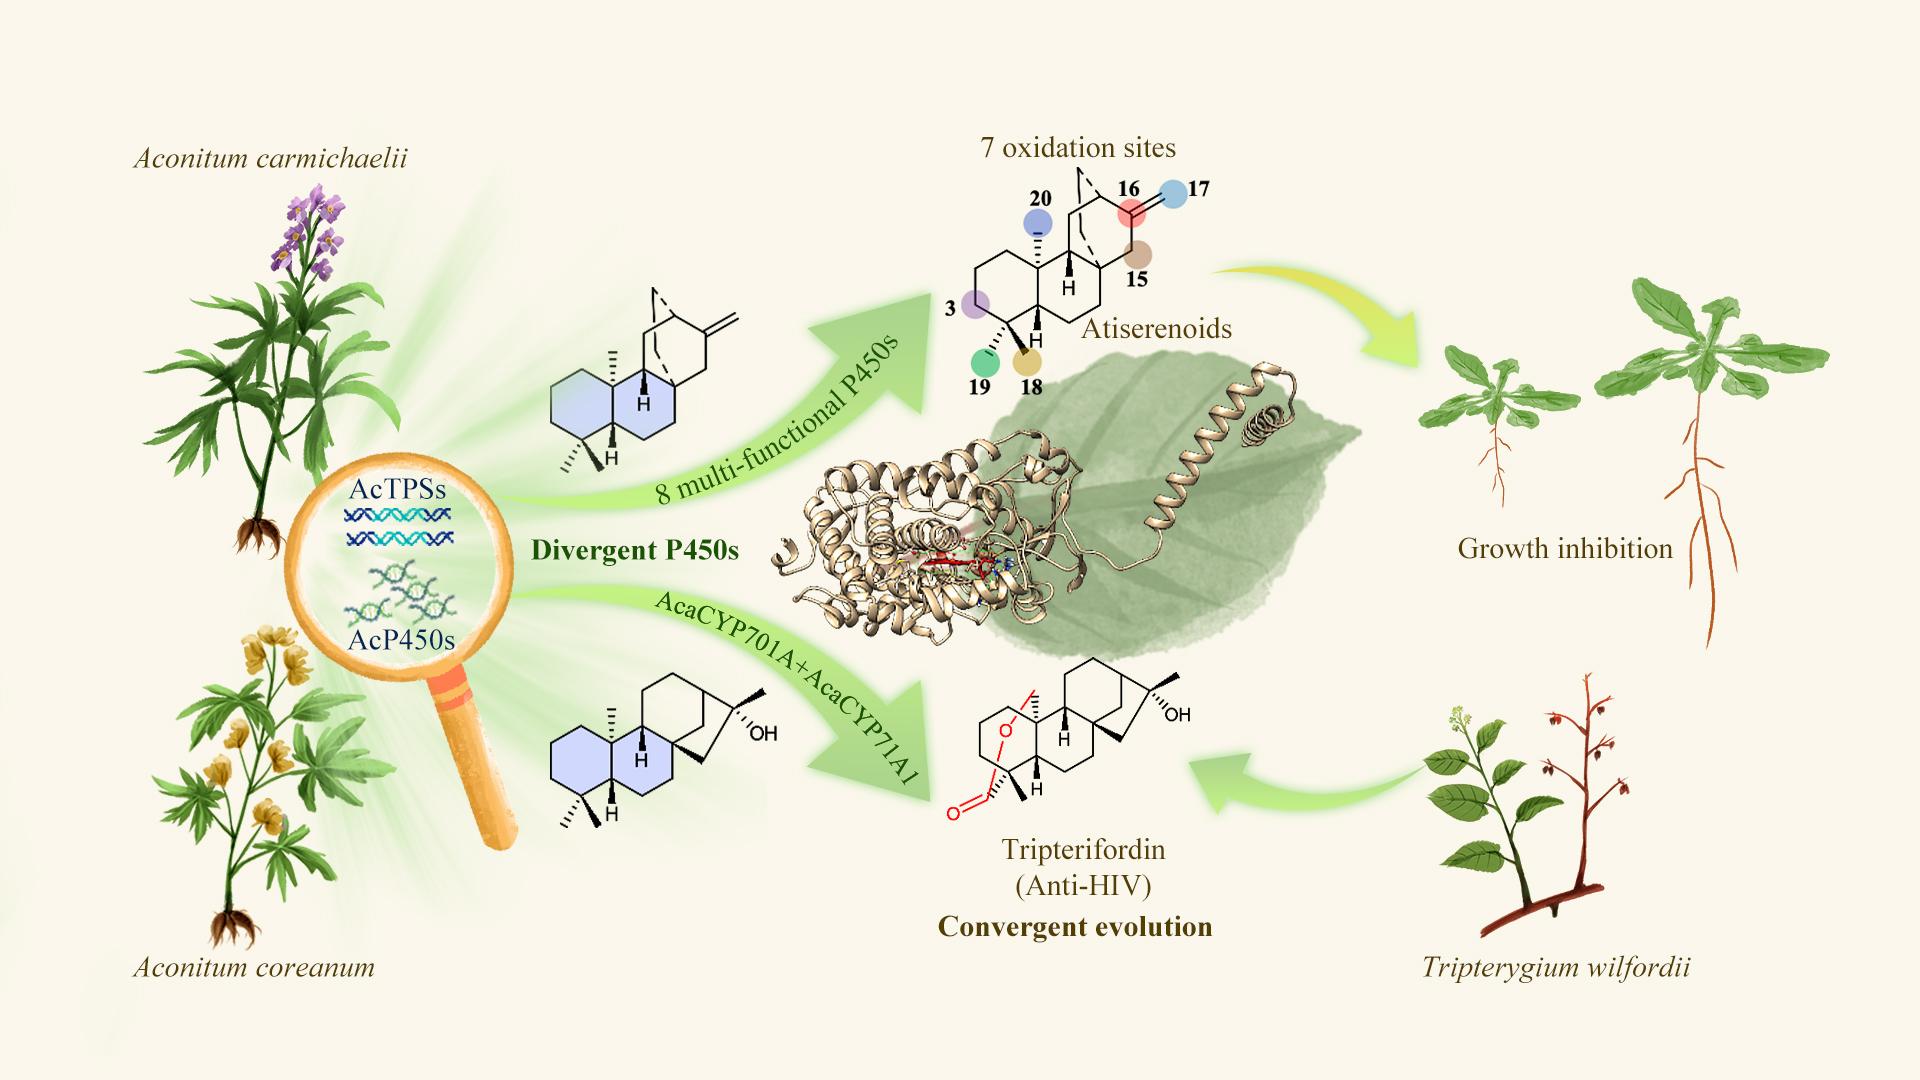 Aconitum carmichaelii
AcTPSs
AcP450s
Aconitum coreanum
H
H
Divergent P450s
OH
H
H
8 multi-functional P450s
AcaCYP701A+AcaCYP71A1
7 oxidation sites
20
16
17
15
H
3
H
Atiserenoids
19
18
O
OH
H
H
O
Tripterifordin
(Anti-HIV)
Convergent evolution
Growth inhibition
Tripterygium wilfordii